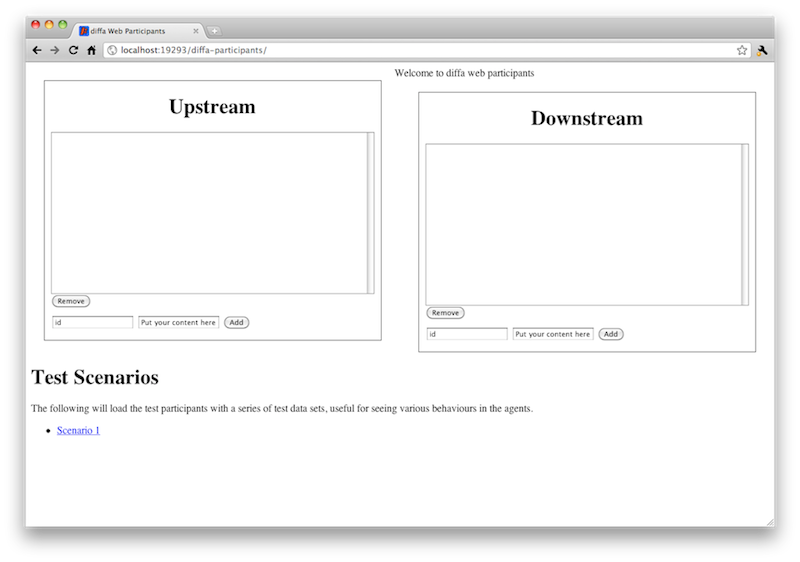 diffa Web Participants
localhost:19293/diffa-participants/
Welcome to diffa web participants
Upstream
Remove
id Put your content here Add
Downstream
Remove
id Put your content here Add
Test Scenarios
The following will load the test participants with a series of test data sets, useful for seeing various behaviours in the agents.
Scenario 1